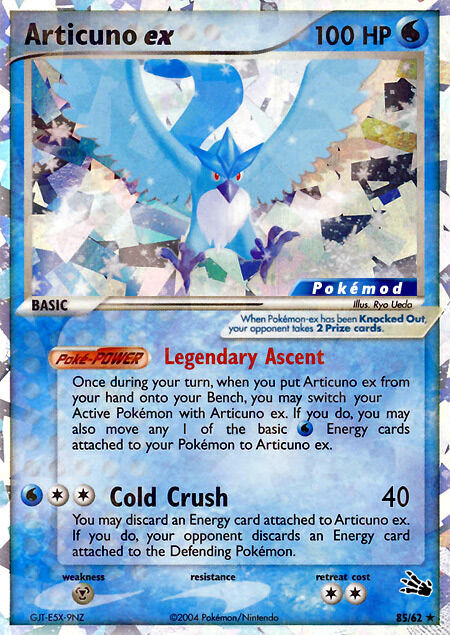 Articuno ex 100 HP
Pokémod
BASIC
Illus. Ryo Ueda
When Pokémon-ex has been Knocked Out,
your opponent takes 2 Prize cards.
Poké-POWER Legendary Ascent
Once during your turn, when you put Articuno ex from
your hand onto your Bench, you may switch your
Active Pokémon with Articuno ex. If you do, you may
also move any 1 of the basic Energy cards
attached to your Pokémon to Articuno ex.
Cold Crush 40
You may discard an Energy card attached to Articuno ex.
If you do, your opponent discards an Energy card
attached to the Defending Pokémon.
weakness resistance retreat cost
GJT-E5X-9NZ ©2004 Pokémon/Nintendo 85/62 ★